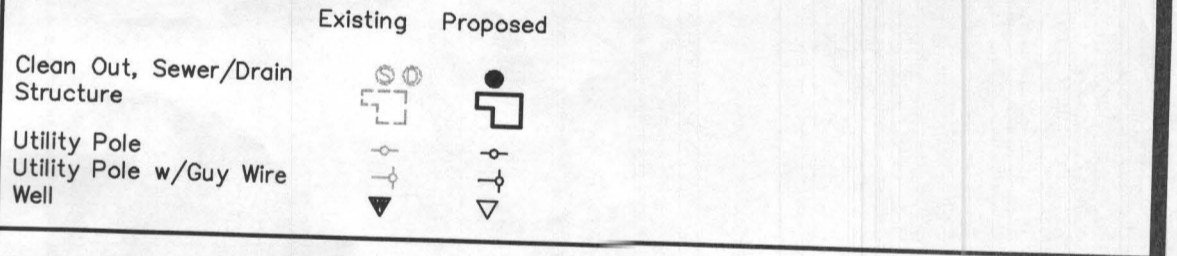 Existing Proposed
Clean Out, Sewer/Drain S D
Structure
Utility Pole
Utility Pole w/Guy Wire
Well